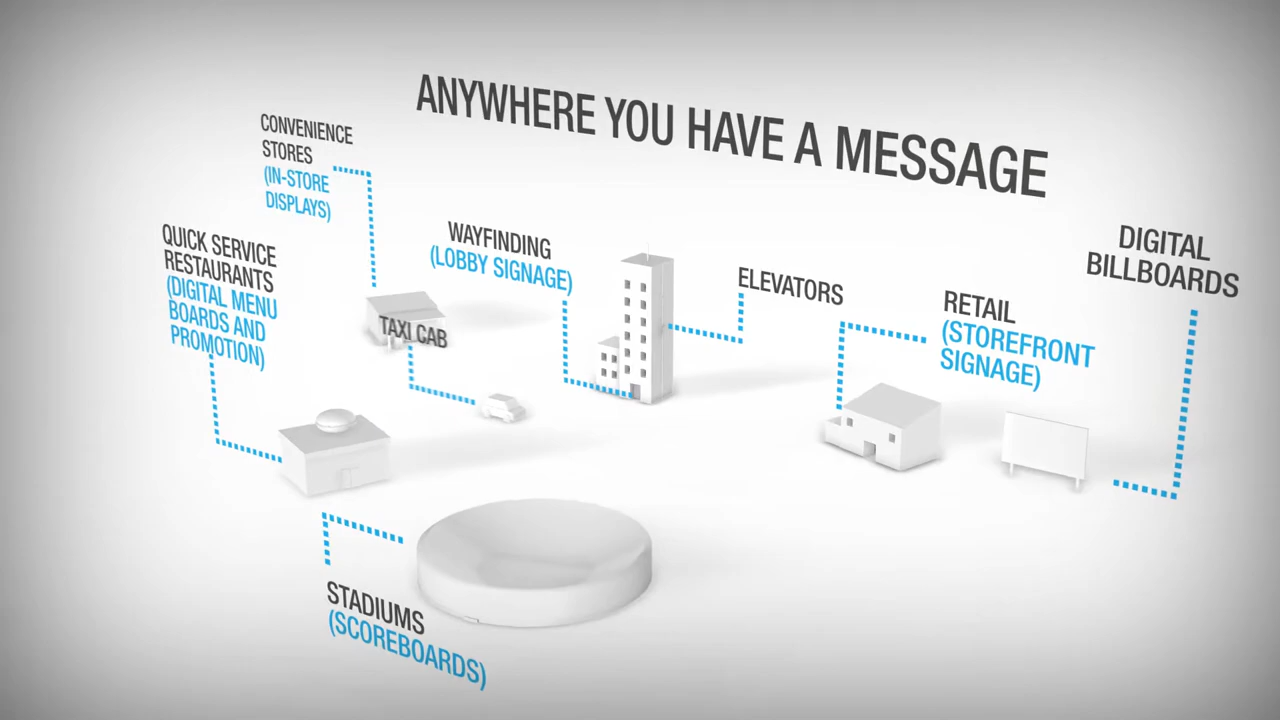 ANYWHERE YOU HAVE A MESSAGE
CONVENIENCE
STORES
(IN-STORE
DISPLAYS)
QUICK SERVICE
RESTAURANTS
(DIGITAL MENU
BOARDS AND
PROMOTION)
TAXI CAB
WAYFINDING
(LOBBY SIGNAGE)
ELEVATORS
RETAIL
(STOREFRONT
SIGNAGE)
DIGITAL
BILLBOARDS
STADIUMS
(SCOREBOARDS)